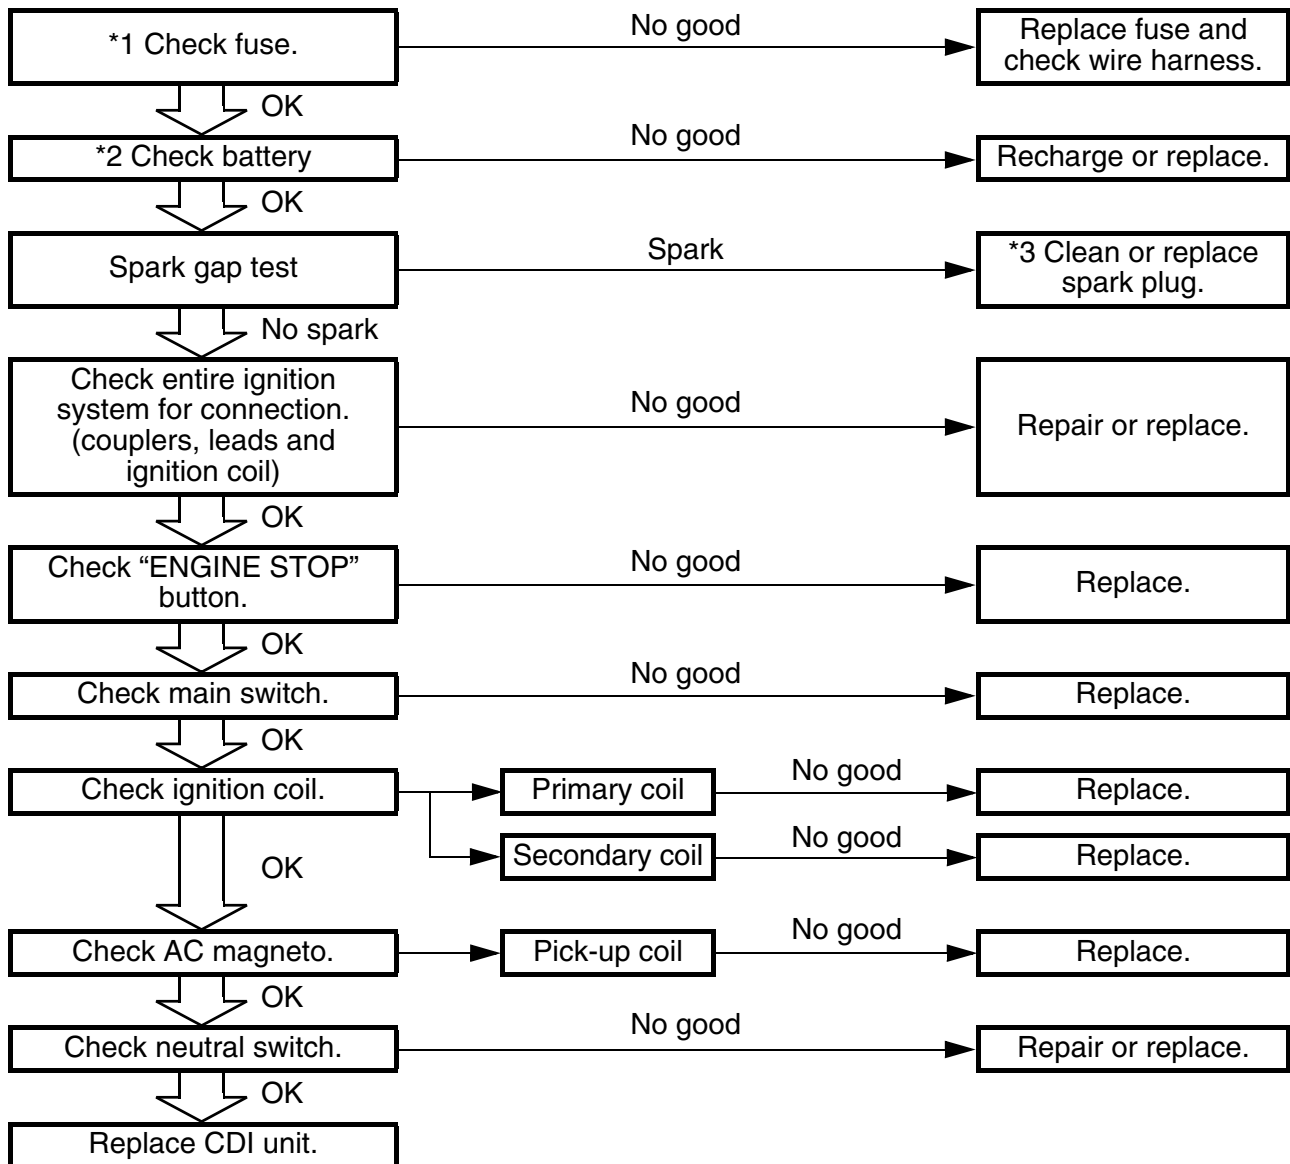 *1 Check fuse.
No good
Replace fuse and
check wire harness.
OK
*2 Check battery
No good
Recharge or replace.
OK
Spark gap test
Spark
*3 Clean or replace
spark plug.
No spark
Check entire ignition
system for connection.
(couplers, leads and
ignition coil)
No good
Repair or replace.
OK
Check “ENGINE STOP”
button.
No good
Replace.
OK
Check main switch.
No good
Replace.
OK
Check ignition coil.
Primary coil
No good
Replace.
Secondary coil
No good
Replace.
OK
Check AC magneto.
Pick-up coil
No good
Replace.
OK
Check neutral switch.
No good
Repair or replace.
OK
Replace CDI unit.